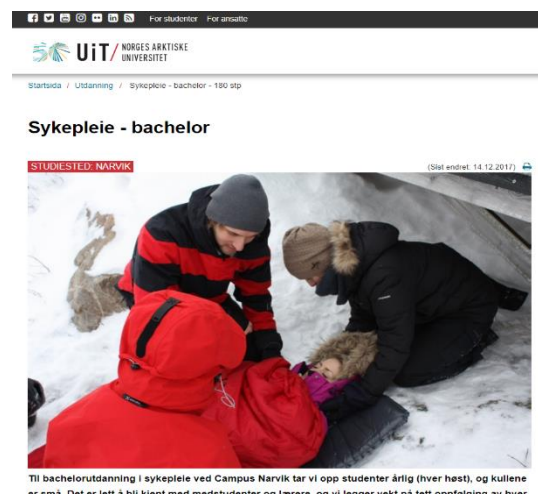 For studenter For ansatte
UiT / NORGES ARKTISKE
UNIVERSITET
Startsida / Utdanning / Sykepleie - bachelor - 180 stp
Sykepleie - bachelor
STUDIESTED: NARVIK
(Sist endret: 14.12.2017)
Til bachelorutdanning i sykepleie ved Campus Narvik tar vi opp studenter årlig (hver høst), og kullene
er små. Det er lett å bli kjent med medstudenter og lærere, og vi legger vekt på tett oppfølging av hver